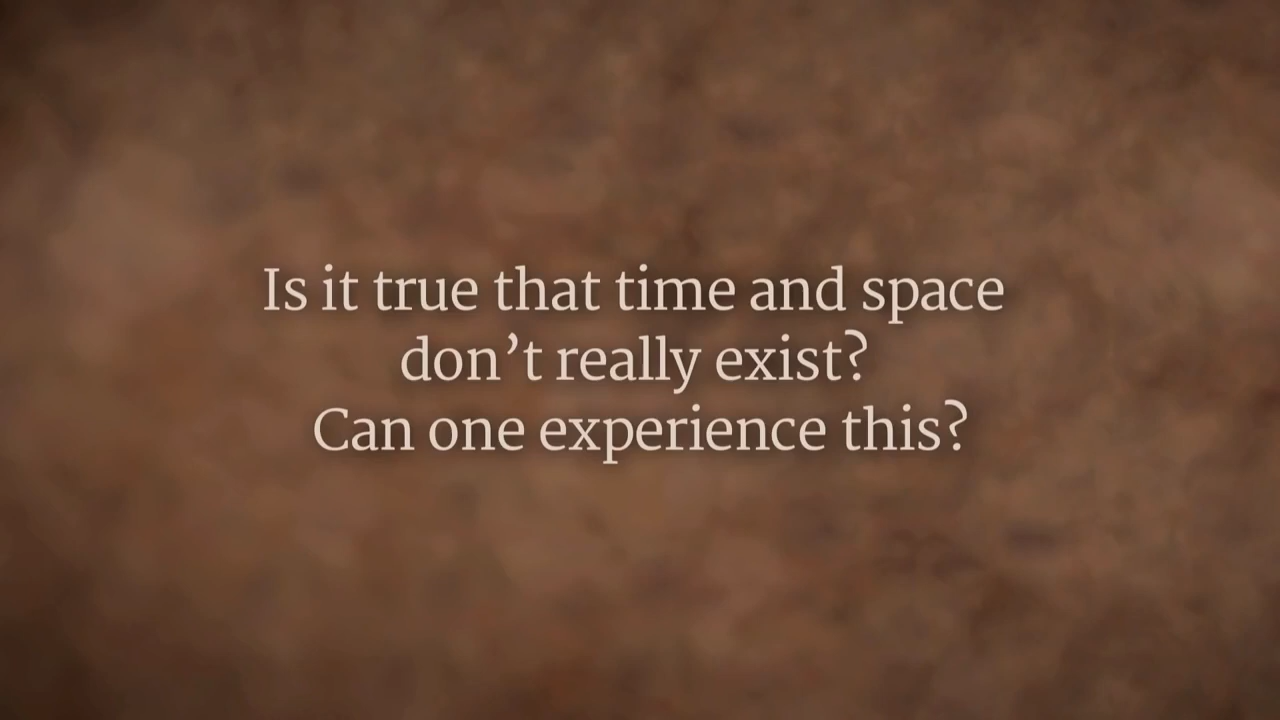 Is it true that time and space
don’t really exist?
Can one experience this?